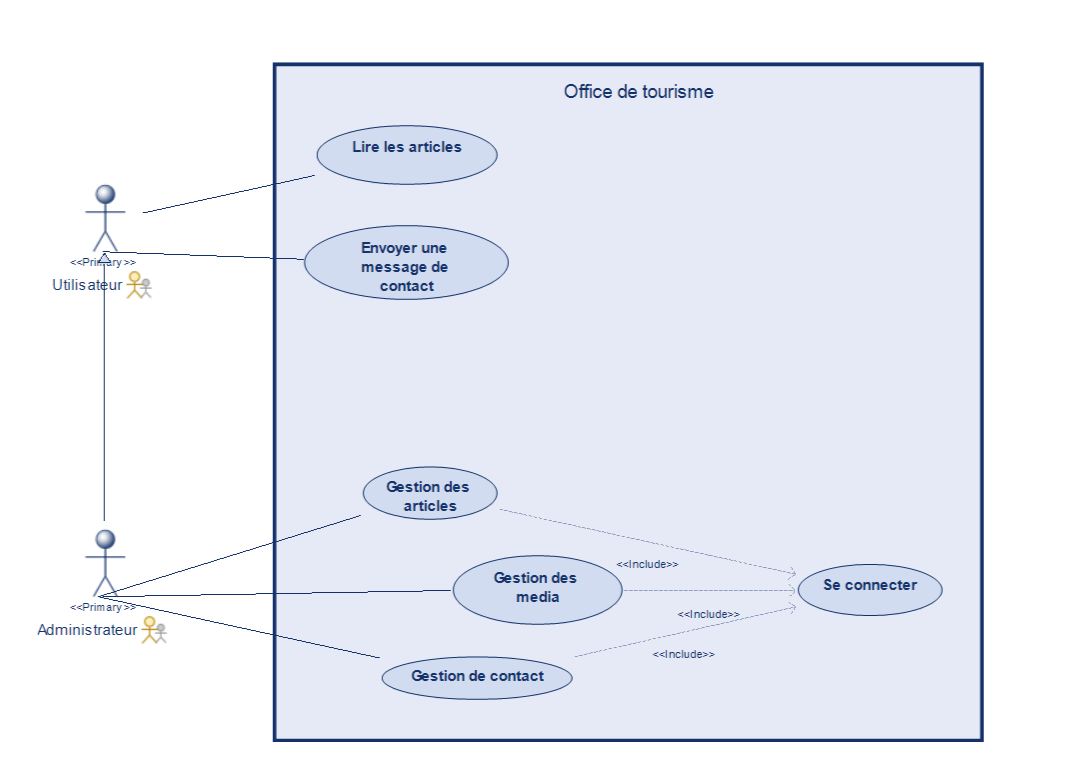 Office de tourisme
Lire les articles
Envoyer une
message de
contact
<<Primary>>
Utilisateur
Gestion des
articles
<<Include>>
Gestion des
media
Se connecter
<<Primary>>
<<Include>>
Administrateur
<<Include>>
Gestion de contact